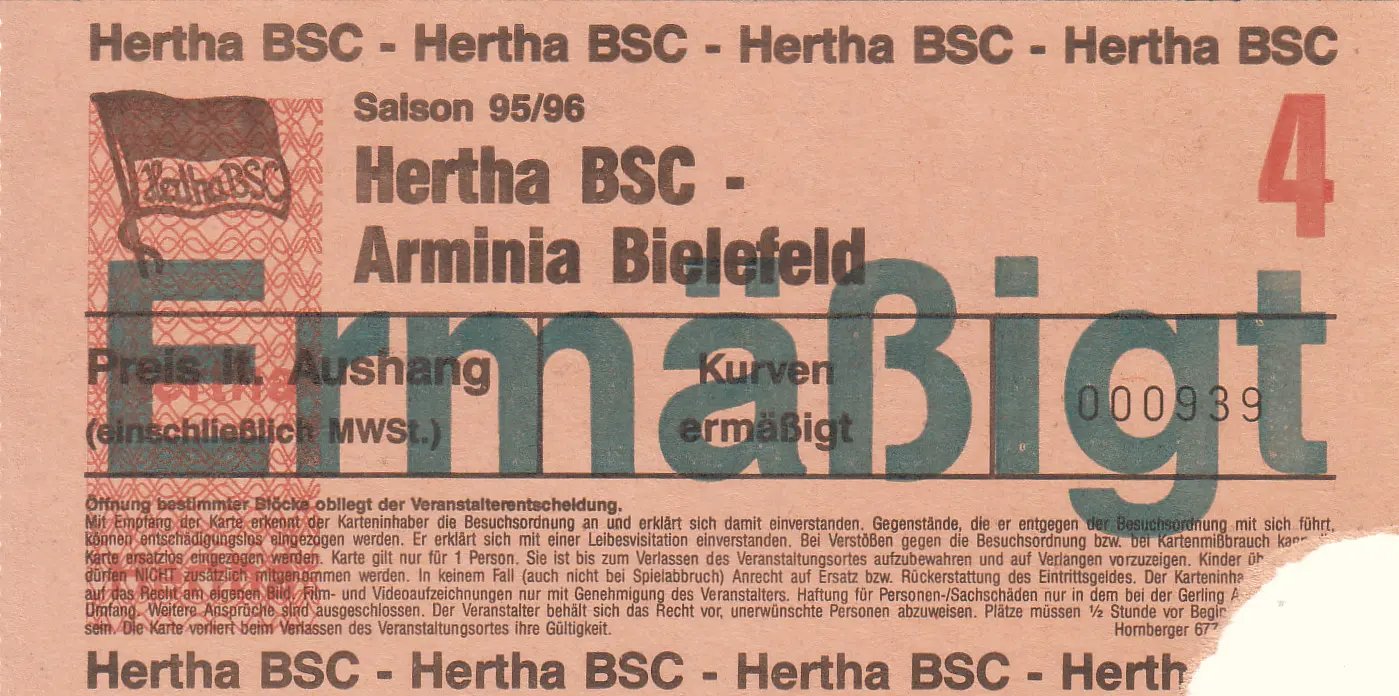 Hertha BSC - Hertha BSC - Hertha BSC - Hertha BSC
Saison 95/96
4
Hertha BSC
Hertha BSC -
Arminia Bielefeld
Ermäßigt
Preis lt. Aushang
Kurven
Hertha
000939
(einschließlich MWSt.)
ermäßigt
Öffnung bestimmter Blöcke obliegt der Veranstalterentscheidung.
Mit Empfang der Karte erkennt der Karteninhaber die Besuchsordnung an und erklärt sich damit einverstanden. Gegenstände, die er entgegen der Besuchsordnung mit sich führt,
können entschädigungslos eingezogen werden. Er erklärt sich mit einer Leibesvisitation einverstanden. Bei Verstößen gegen die Besuchsordnung bzw. bei Kartenmißbrauch kann
Karte ersatzlos eingezogen werden. Karte gilt nur für 1 Person. Sie ist bis zum Verlassen des Veranstaltungsortes aufzubewahren und auf Verlangen vorzuzeigen. Kinder
dürfen NICHT zusätzlich mitgenommen werden. In keinem Fall (auch nicht bei Spielabbruch) Anrecht auf Ersatz bzw. Rückerstattung des Eintrittsgeldes. Der
auf das Recht am eigenen Bild. Film- und Videoaufzeichnungen nur mit Genehmigung des Veranstalters. Haftung für Personen-/Sachschäden nur in dem bei der Gerling
Umfang. Weitere Ansprüche sind ausgeschlossen. Der Veranstalter behält sich das Recht vor, unerwünschte Personen abzuweisen. Plätze müssen ½ Stunde vor
sein. Die Karte verliert beim Verlassen des Veranstaltungsortes ihre Gültigkeit.
Hornberger
Hertha BSC - Hertha BSC - Hertha BSC - Herth